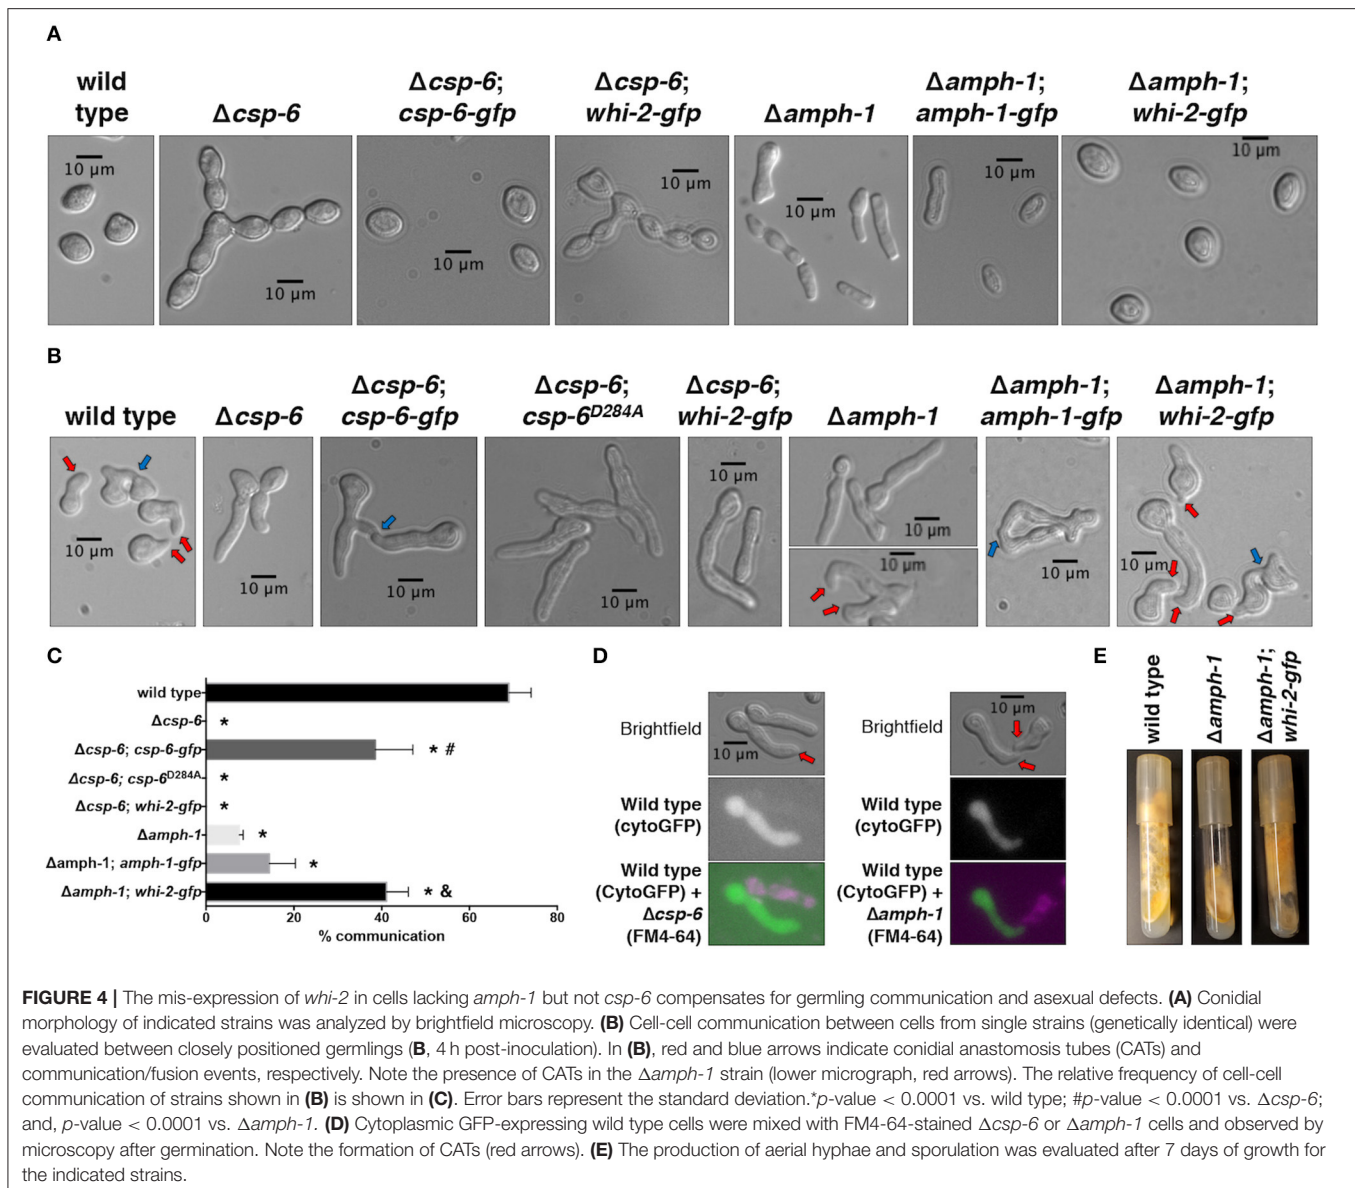 A
wild type
Δcsp-6
Δcsp-6; csp-6-gfp
Δcsp-6; whi-2-gfp
Δamph-1
Δamph-1; amph-1-gfp
Δamph-1; whi-2-gfp
10 μm
10 μm
10 μm
10 μm
10 μm
10 μm
10 μm
B
wild type
Δcsp-6
Δcsp-6; csp-6-gfp
Δcsp-6; csp-6D284A
Δcsp-6; whi-2-gfp
Δamph-1
Δamph-1; amph-1-gfp
Δamph-1; whi-2-gfp
10 μm
10 μm
10 μm
10 μm
10 μm
10 μm
10 μm
10 μm
10 μm
C
wild type
Δcsp-6 *
Δcsp-6; csp-6-gfp * #
Δcsp-6; csp-6D284A *
Δcsp-6; whi-2-gfp *
Δamph-1 *
Δamph-1; amph-1-gfp *
Δamph-1; whi-2-gfp * &
0 20 40 60 80
% communication
D
Brightfield
10 μm
Wild type
(cytoGFP)
Wild type
(CytoGFP) +
Δcsp-6
(FM4-64)
Brightfield
10 μm
Wild type
(cytoGFP)
Wild type
(CytoGFP) +
Δamph-1
(FM4-64)
E
wild type
Δamph-1
Δamph-1;
whi-2-gfp
FIGURE 4 | The mis-expression of whi-2 in cells lacking amph-1 but not csp-6 compensates for germling communication and asexual defects. (A) Conidial
morphology of indicated strains was analyzed by brightfield microscopy. (B) Cell-cell communication between cells from single strains (genetically identical) were
evaluated between closely positioned germlings (B, 4 h post-inoculation). In (B), red and blue arrows indicate conidial anastomosis tubes (CATs) and
communication/fusion events, respectively. Note the presence of CATs in the Δamph-1 strain (lower micrograph, red arrows). The relative frequency of cell-cell
communication of strains shown in (B) is shown in (C). Error bars represent the standard deviation.*p-value < 0.0001 vs. wild type; #p-value < 0.0001 vs. Δcsp-6;
and, p-value < 0.0001 vs. Δamph-1. (D) Cytoplasmic GFP-expressing wild type cells were mixed with FM4-64-stained Δcsp-6 or Δamph-1 cells and observed by
microscopy after germination. Note the formation of CATs (red arrows). (E) The production of aerial hyphae and sporulation was evaluated after 7 days of growth for
the indicated strains.